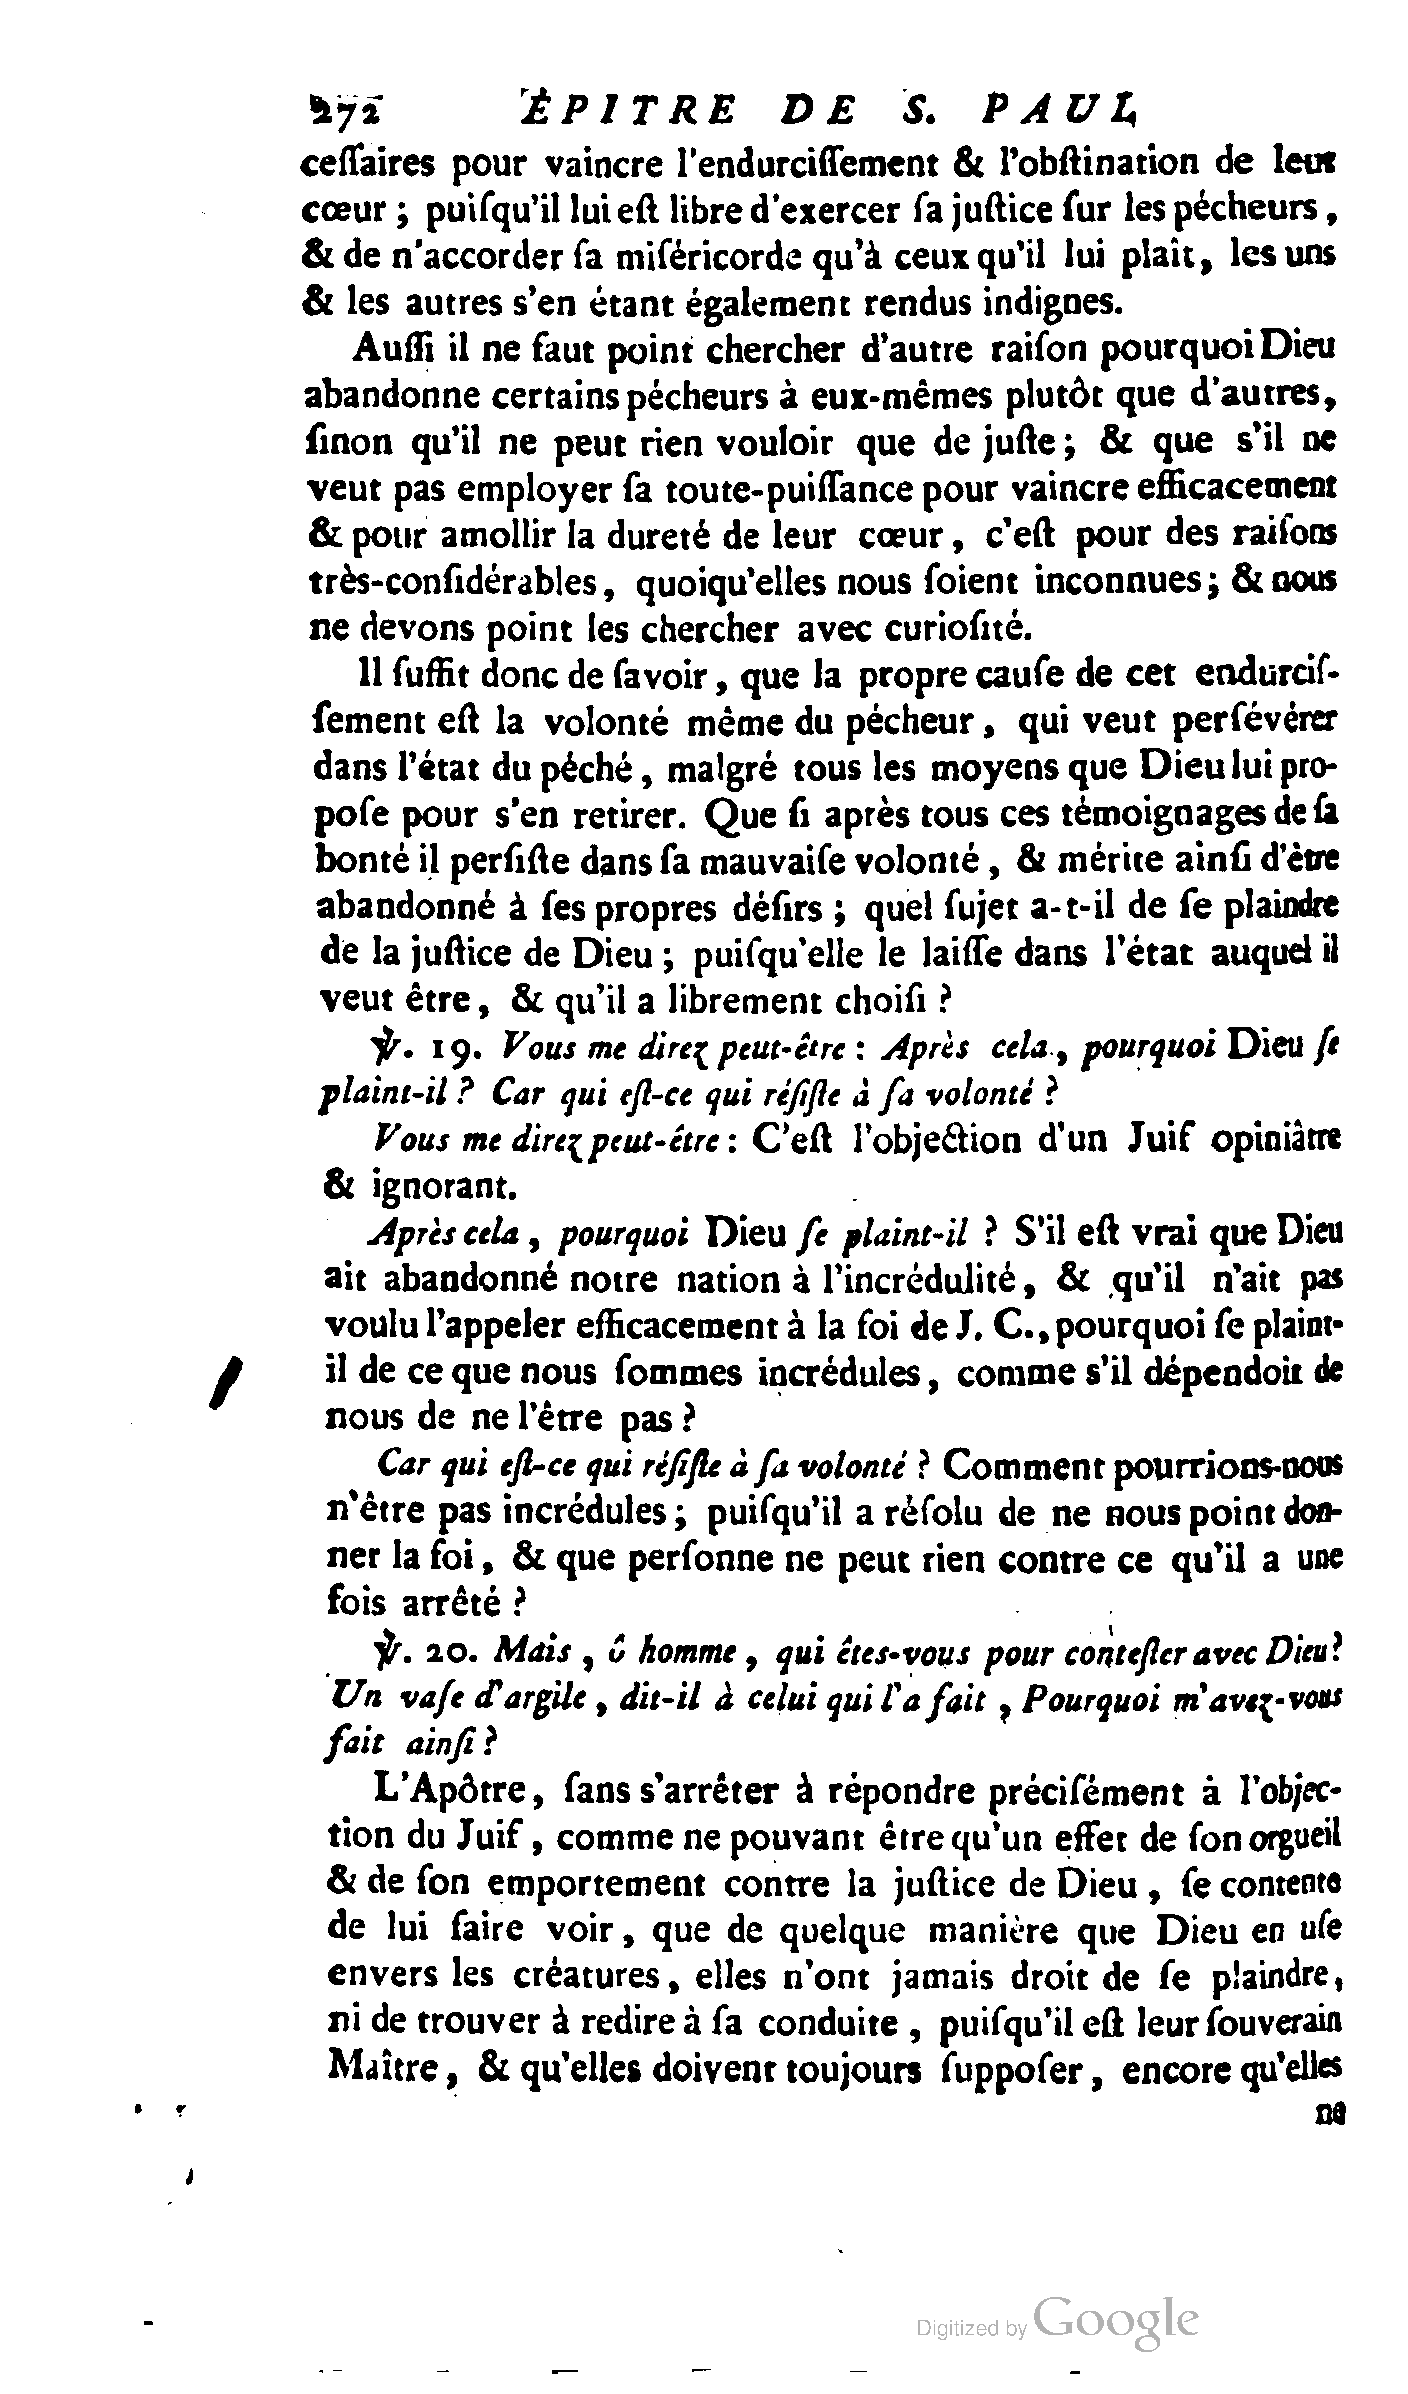 272 ÉPITRE DE S. PAUL
ceſſaires pour vaincre l'endurciſſement & l'obſtination de leur
cœur ; puiſqu'il lui eſt libre d'exercer ſa juſtice ſur les pécheurs ,
& de n'accorder ſa miſéricorde qu'à ceux qu'il lui plaît, les uns
& les autres s'en étant également rendus indignes.
Auſſi il ne faut point chercher d'autre raiſon pourquoi Dieu
abandonne certains pécheurs à eux-mêmes plutôt que d'autres,
ſinon qu'il ne peut rien vouloir que de juſte ; & que s'il ne
veut pas employer ſa toute-puiſſance pour vaincre efficacement
& pour amollir la dureté de leur cœur , c'eſt pour des raiſons
très-conſidérables, quoiqu'elles nous ſoient inconnues ; & nous
ne devons point les chercher avec curioſité.
Il ſuffit donc de ſavoir , que la propre cauſe de cet endurciſ-
ſement eſt la volonté même du pécheur , qui veut perſévérer
dans l'état du péché , malgré tous les moyens que Dieu lui pro-
poſe pour s'en retirer. Que ſi après tous ces témoignages de ſa
bonté il perſiſte dans ſa mauvaiſe volonté , & mérite ainſi d'être
abandonné à ſes propres déſirs ; quel ſujet a-t-il de ſe plaindre
de la juſtice de Dieu ; puiſqu'elle le laiſſe dans l'état auquel il
veut être, & qu'il a librement choiſi ?
℣. 19. Vous me direz peut-être : Après cela , pourquoi Dieu ſe
plaint-il ? Car qui eſt-ce qui réſiſte à ſa volonté ?
Vous me direz peut-être : C'eſt l'objection d'un Juif opiniâtre
& ignorant.
Après cela , pourquoi Dieu ſe plaint-il ? S'il eſt vrai que Dieu
ait abandonné notre nation à l'incrédulité, & qu'il n'ait pas
voulu l'appeler efficacement à la foi de J. C., pourquoi ſe plaint-
il de ce que nous ſommes incrédules , comme s'il dépendoit de
nous de ne l'être pas ?
Car qui eſt-ce qui réſiſte à ſa volonté ? Comment pourrions-nous
n'être pas incrédules ; puiſqu'il a réſolu de ne nous point don-
ner la foi, & que perſonne ne peut rien contre ce qu'il a une
fois arrêté ?
℣. 20. Mais , ô homme , qui êtes-vous pour conteſter avec Dieu ?
Un vaſe d'argile , dit-il à celui qui l'a fait , Pourquoi m'avez-vous
fait ainſi ?
L'Apôtre, ſans s'arrêter à répondre préciſément à l'objec-
tion du Juif , comme ne pouvant être qu'un effet de ſon orgueil
& de ſon emportement contre la juſtice de Dieu , ſe contente
de lui faire voir , que de quelque manière que Dieu en uſe
envers les créatures, elles n'ont jamais droit de ſe plaindre,
ni de trouver à redire à ſa conduite , puiſqu'il eſt leur ſouverain
Maître, & qu'elles doivent toujours ſuppoſer , encore qu'elles
ne
Digitized by Google